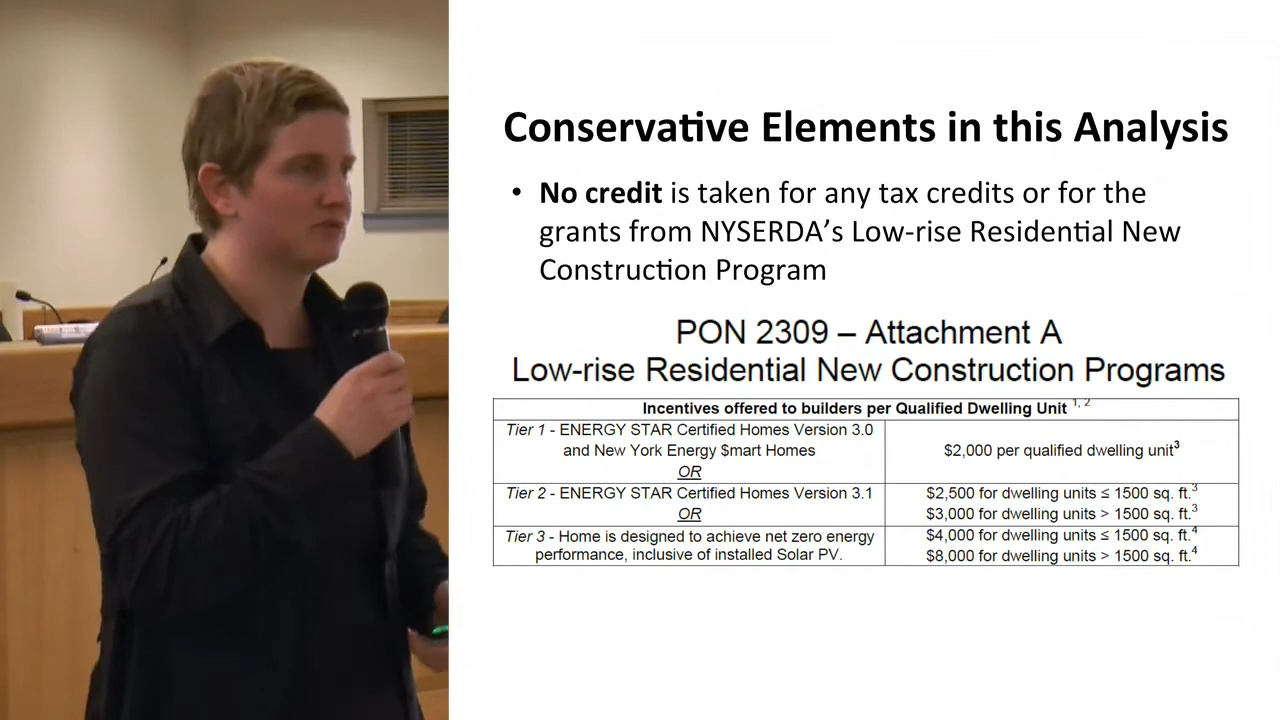 Conservative Elements in this Analysis
• No credit is taken for any tax credits or for the
grants from NYSERDA’s Low-rise Residential New
Construction Program
PON 2309 – Attachment A
Low-rise Residential New Construction Programs
Incentives offered to builders per Qualified Dwelling Unit 1, 2
Tier 1 - ENERGY STAR Certified Homes Version 3.0
and New York Energy $mart Homes
OR
$2,000 per qualified dwelling unit3
Tier 2 - ENERGY STAR Certified Homes Version 3.1
OR
$2,500 for dwelling units ≤ 1500 sq. ft.3
$3,000 for dwelling units > 1500 sq. ft.3
Tier 3 - Home is designed to achieve net zero energy
performance, inclusive of installed Solar PV.
$4,000 for dwelling units ≤ 1500 sq. ft.4
$8,000 for dwelling units > 1500 sq. ft.4